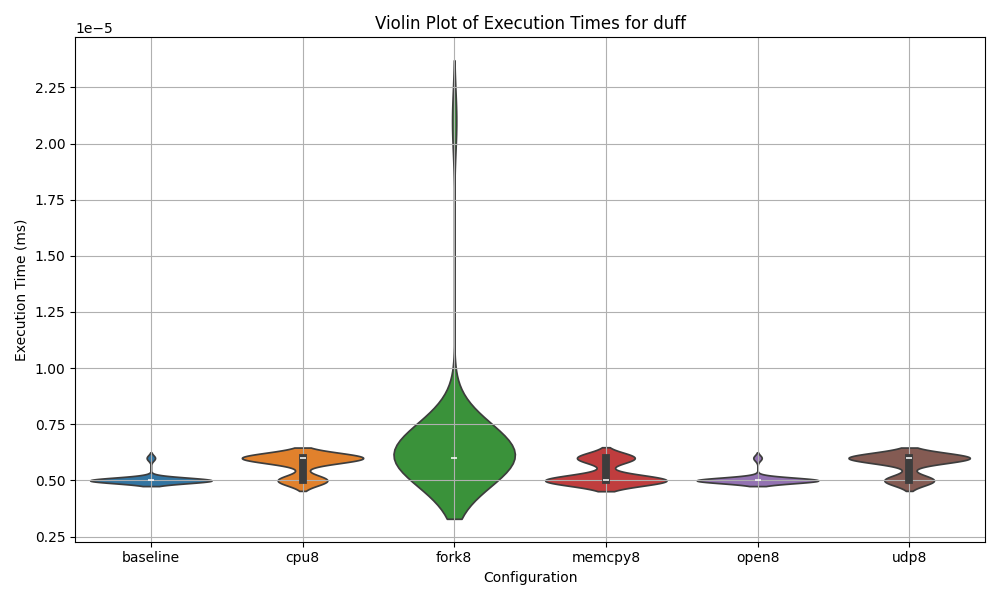 Violin Plot of Execution Times for duff
1e−5
2.25
2.00
1.75
1.50
1.25
1.00
0.75
0.50
0.25
Execution Time (ms)
baseline cpu8 fork8 memcpy8 open8 udp8
Configuration